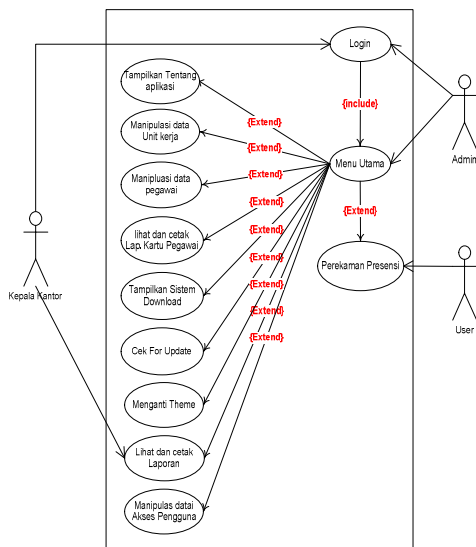 Login
Tampilkan Tentang
aplikasi
{include}
{Extend}
Manipulasi data
Unit kerja
{Extend}
Admin
Menu Utama
Manipluasi data
pegawai
{Extend}
{Extend}
{Extend}
lihat dan cetak
Lap. Kartu Pegawai
{Extend}
{Extend}
Perekaman Presensi
Kepala Kantor
Tampilkan Sistem
Download
{Extend}
{Extend}
User
{Extend}
Cek For Update
Menganti Theme
Lihat dan cetak
Laporan
Manipulas datai
Akses Pengguna